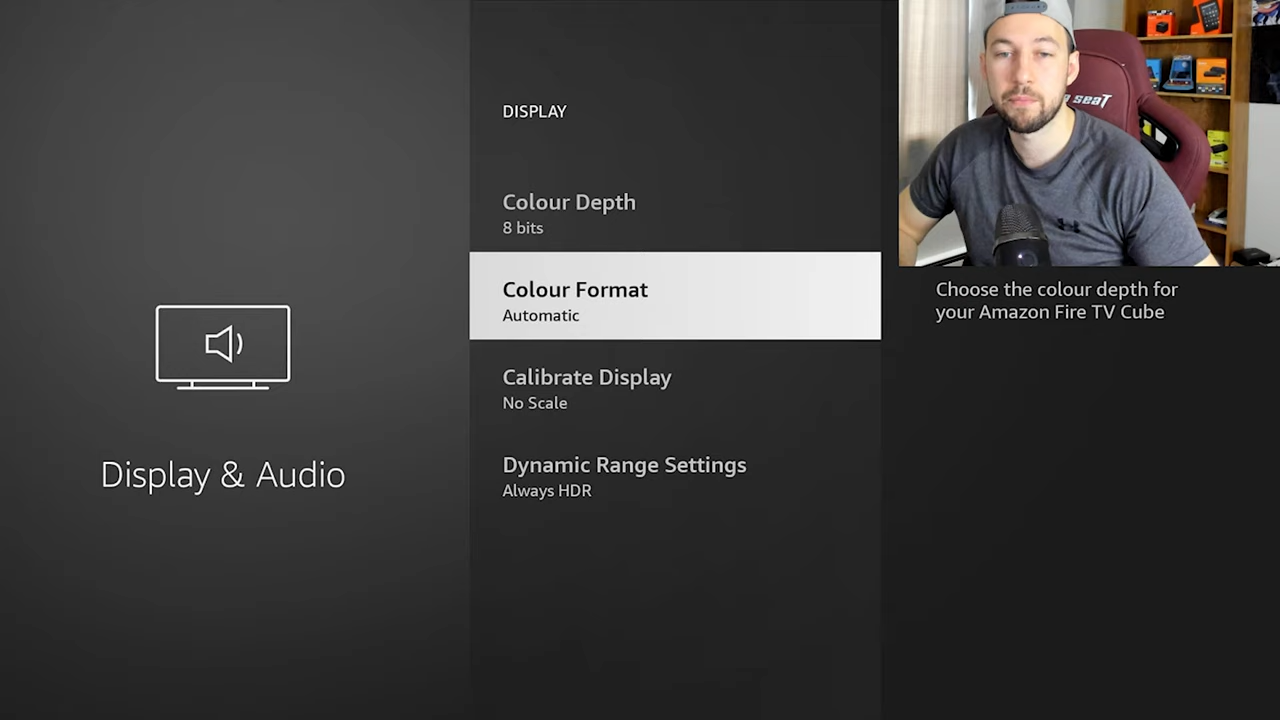 DISPLAY
Colour Depth
8 bits
Colour Format
Automatic
Calibrate Display
No Scale
Dynamic Range Settings
Always HDR
Display & Audio
Choose the colour depth for
your Amazon Fire TV Cube
a seaT